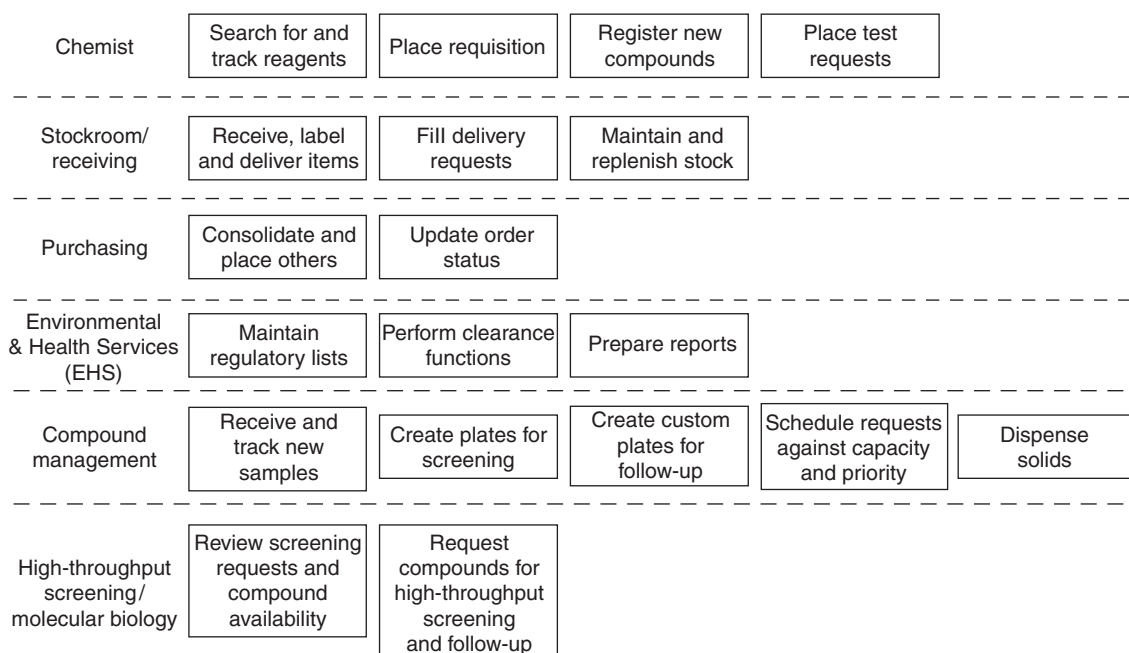 Chemist
Search for and
track reagents
Place requisition
Register new
compounds
Place test
requests
Stockroom/
receiving
Receive, label
and deliver items
Fill delivery
requests
Maintain and
replenish stock
Purchasing
Consolidate and
place others
Update order
status
Environmental
& Health Services
(EHS)
Maintain
regulatory lists
Perform clearance
functions
Prepare reports
Compound
management
Receive and
track new
samples
Create plates for
screening
Create custom
plates for
follow-up
Schedule requests
against capacity
and priority
Dispense
solids
High-throughput
screening/
molecular biology
Review screening
requests and
compound
availability
Request
compounds for
high-throughput
screening
and follow-up